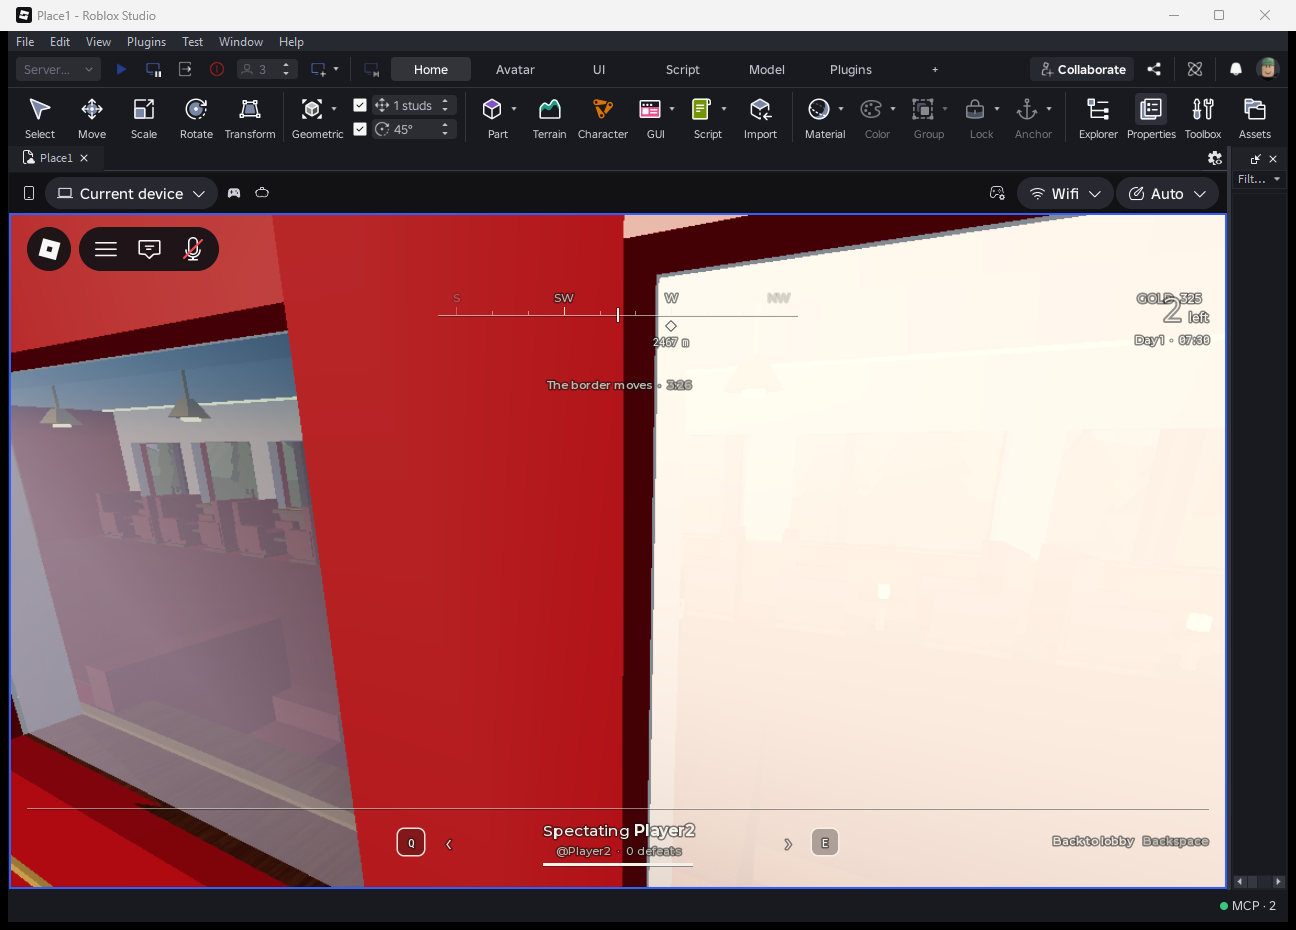 Place1 - Roblox Studio
File Edit View Plugins Test Window Help
Server... 3 Home Avatar UI Script Model Plugins + Collaborate
1 studs
45°
Select Move Scale Rotate Transform Geometric Part Terrain Character GUI Script Import Material Color Group Lock Anchor Explorer Properties Toolbox Assets
Place1
Current device Wifi Auto
Filt...
S SW W NW
GOLD 325
2 left
2467 m
Day1 · 07:30
The border moves · 3:26
Spectating Player2
Q ‹ › E
@Player2 · 0 defeats
Back to lobby Backspace
MCP · 2